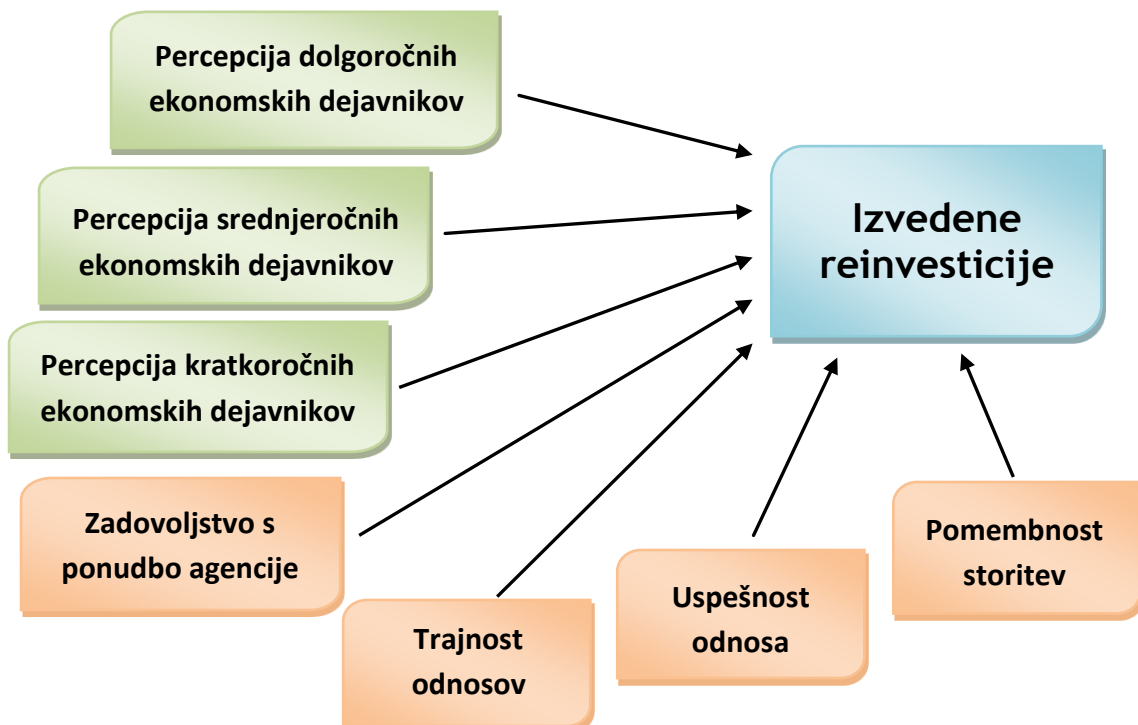 Percepcija dolgoročnih
ekonomskih dejavnikov
Percepcija srednjeročnih
ekonomskih dejavnikov
Percepcija kratkoročnih
ekonomskih dejavnikov
Izvedene
reinvesticije
Zadovoljstvo s
ponudbo agencije
Trajnost
odnosov
Uspešnost
odnosa
Pomembnost
storitev